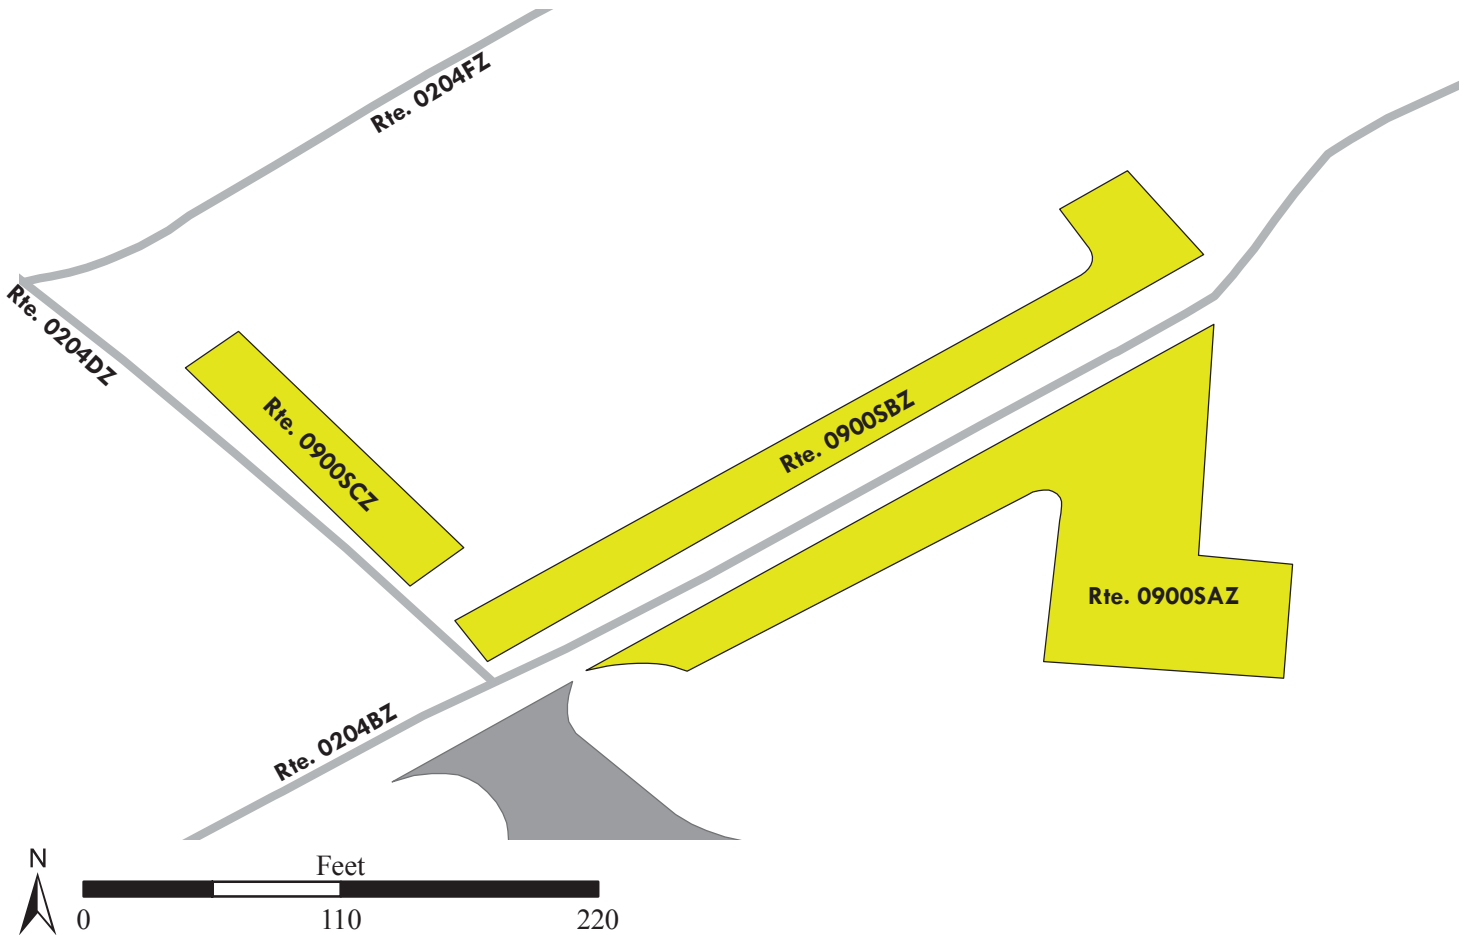 Rte. 0204FZ
Rte. 0204DZ
Rte. 0900SCZ
Rte. 0900SBZ
Rte. 0900SAZ
Rte. 0204BZ
N
Feet
0 110 220